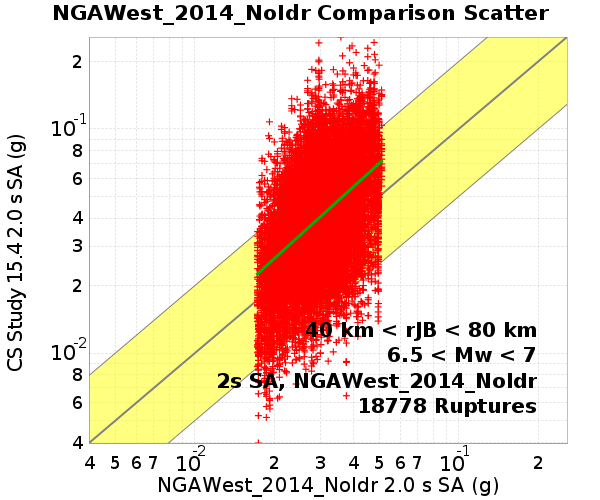 NGAWest_2014_NoIdr Comparison Scatter
CS Study 15.4 2.0 s SA (g)
2
10^-1
8
6
4
3
2
10^-2
8
6
4
40 km < rJB < 80 km
6.5 < Mw < 7
2s SA, NGAWest_2014_NoIdr
18778 Ruptures
4 5 6 7 10^-2 2 3 4 5 6 7 10^-1 2
NGAWest_2014_NoIdr 2.0 s SA (g)